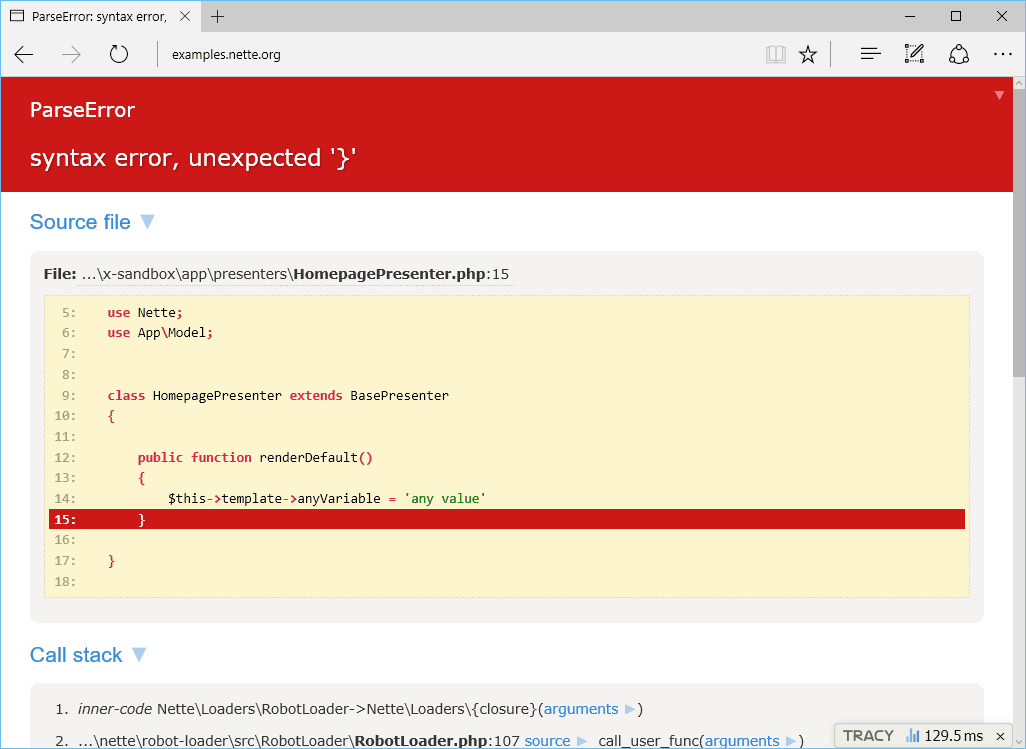 ParseError: syntax error,
examples.nette.org
ParseError
syntax error, unexpected '}'
Source file ▼
File: ...\x-sandbox\app\presenters\HomepagePresenter.php:15
5: use Nette;
6: use App\Model;
7:
8:
9: class HomepagePresenter extends BasePresenter
10: {
11:
12: public function renderDefault()
13: {
14: $this->template->anyVariable = 'any value'
15: }
16:
17: }
18:
Call stack ▼
1. inner-code Nette\Loaders\RobotLoader->Nette\Loaders\{closure}(arguments ►)
2. ...\nette\robot-loader\src\RobotLoader\RobotLoader.php:107 source ► call_user_func(arguments ►)
TRACY 129.5 ms ×